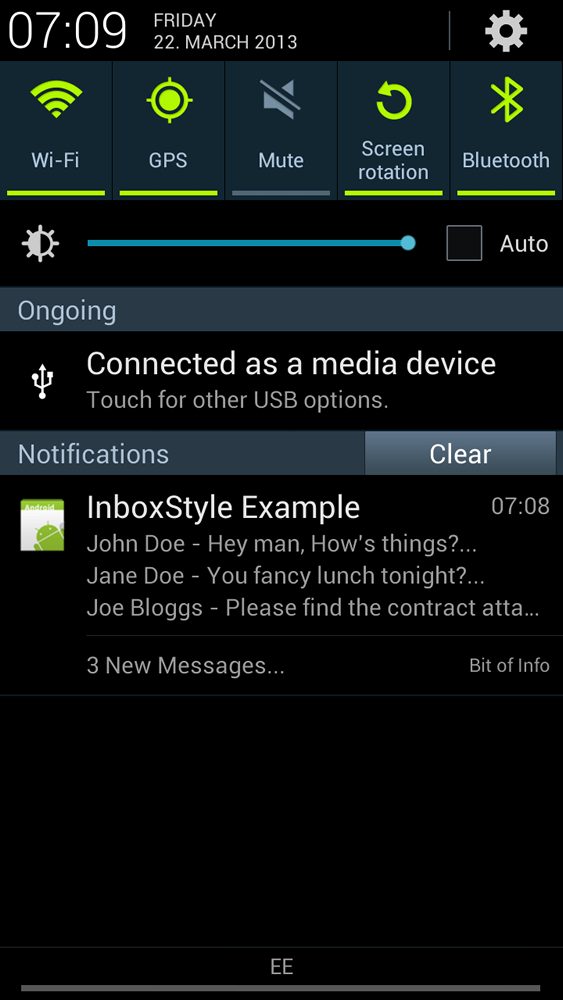 07:09
FRIDAY
22. MARCH 2013
Wi-Fi
GPS
Mute
Screen
rotation
Bluetooth
Auto
Ongoing
Connected as a media device
Touch for other USB options.
Notifications
Clear
Android
InboxStyle Example
07:08
John Doe - Hey man, How's things?...
Jane Doe - You fancy lunch tonight?...
Joe Bloggs - Please find the contract atta...
3 New Messages...
Bit of Info
EE